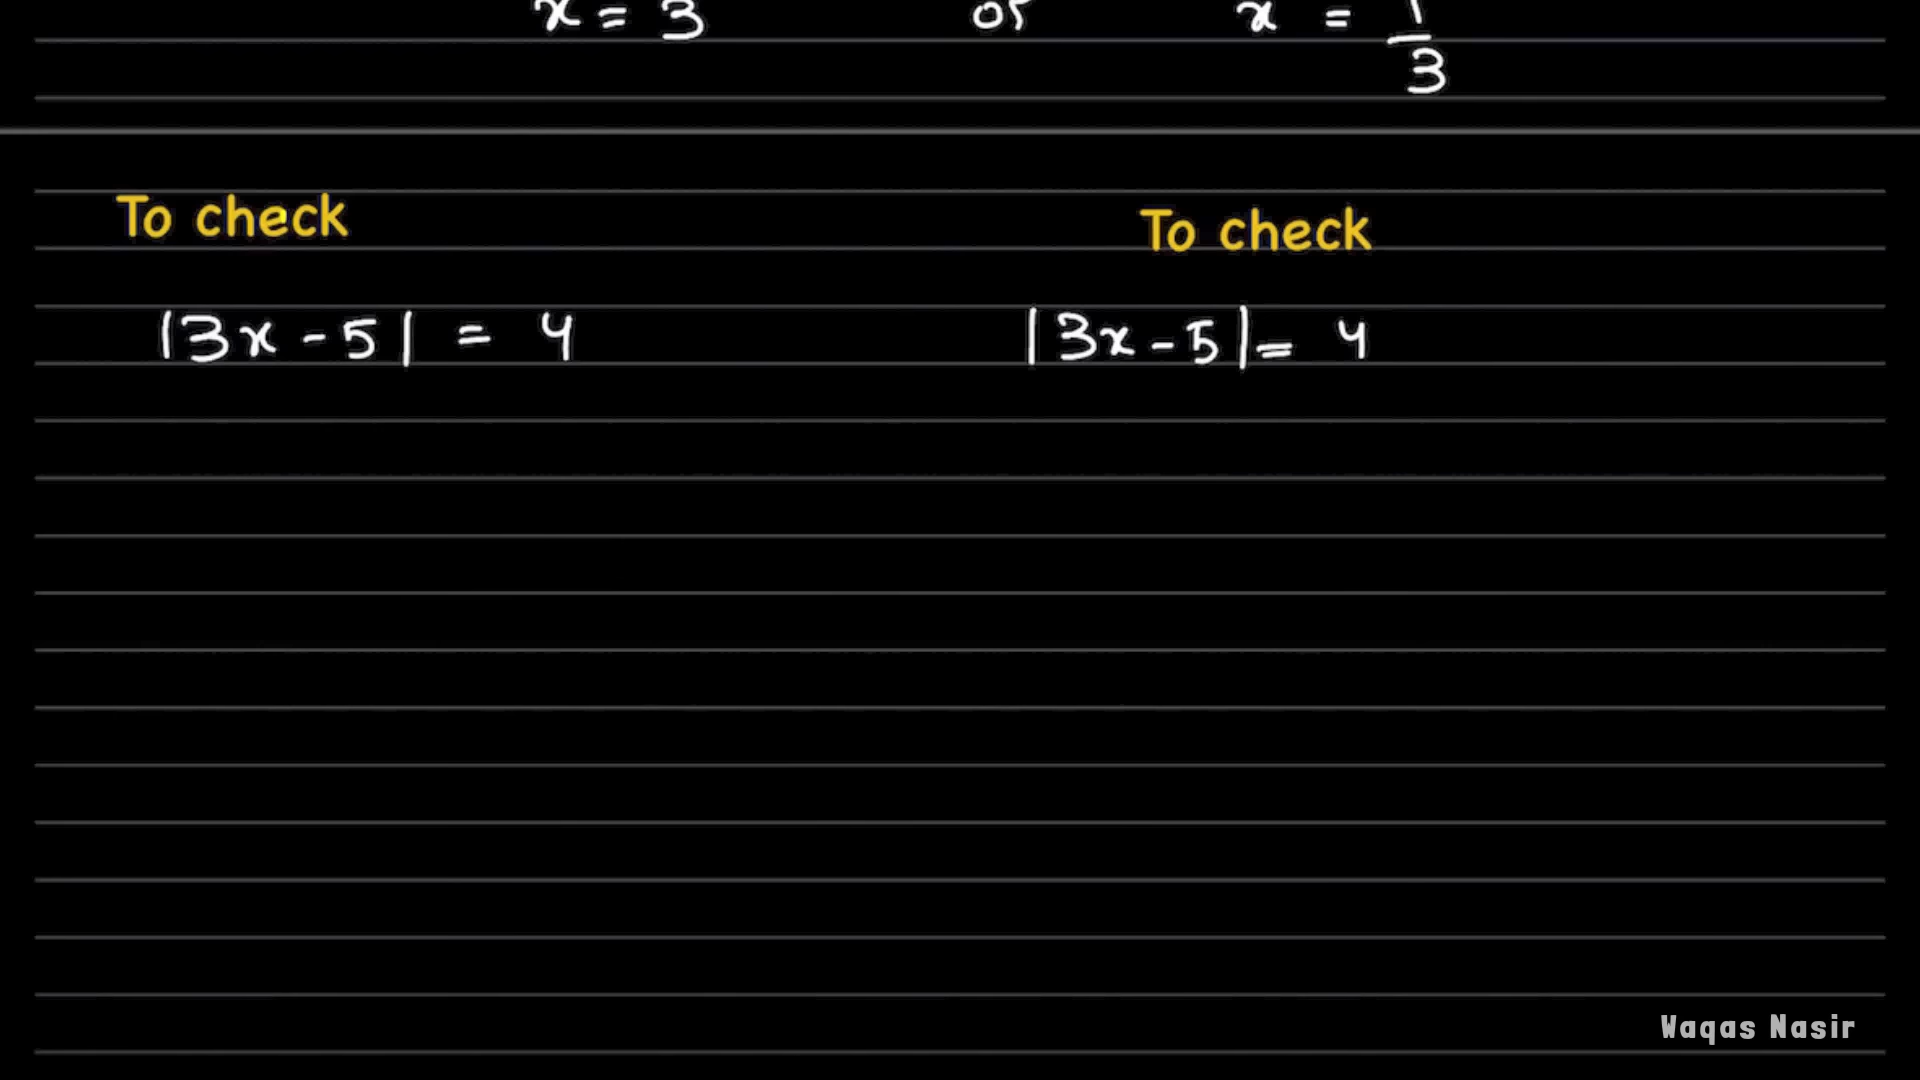 x = 3 or x = 1/3
To check To check
|3x - 5| = 4 |3x - 5| = 4
Waqas Nasir